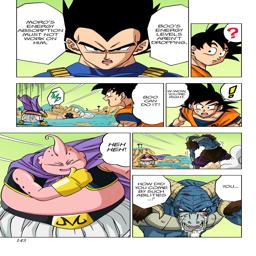 BOO'S
ENERGY
LEVELS
AREN'T
DROPPING.
MORO'S
ENERGY
ABSORPTION
MUST NOT
WORK ON
HIM.
?
!
BOO
CAN
DO IT!
HEH
HEH!
YOU...
HOW DID
YOU COME
BY SUCH
ABILITIES
M
143